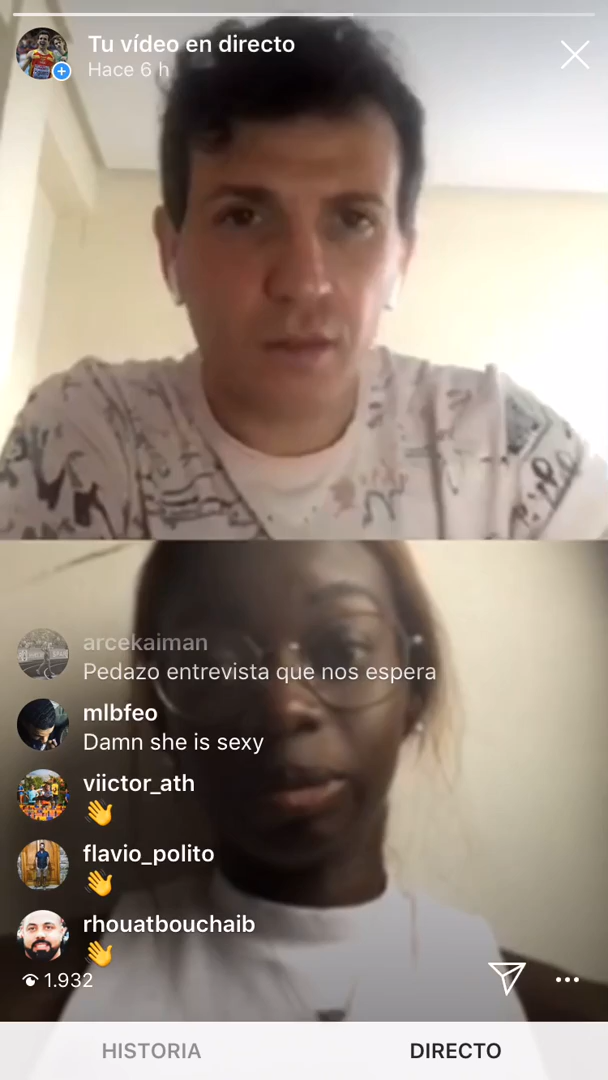 Tu vídeo en directo
Hace 6 h
arcekaiman
Pedazo entrevista que nos espera
mlbfeo
Damn she is sexy
viictor_ath
👋
flavio_polito
👋
rhouatbouchaib
👋
1.932
HISTORIA
DIRECTO